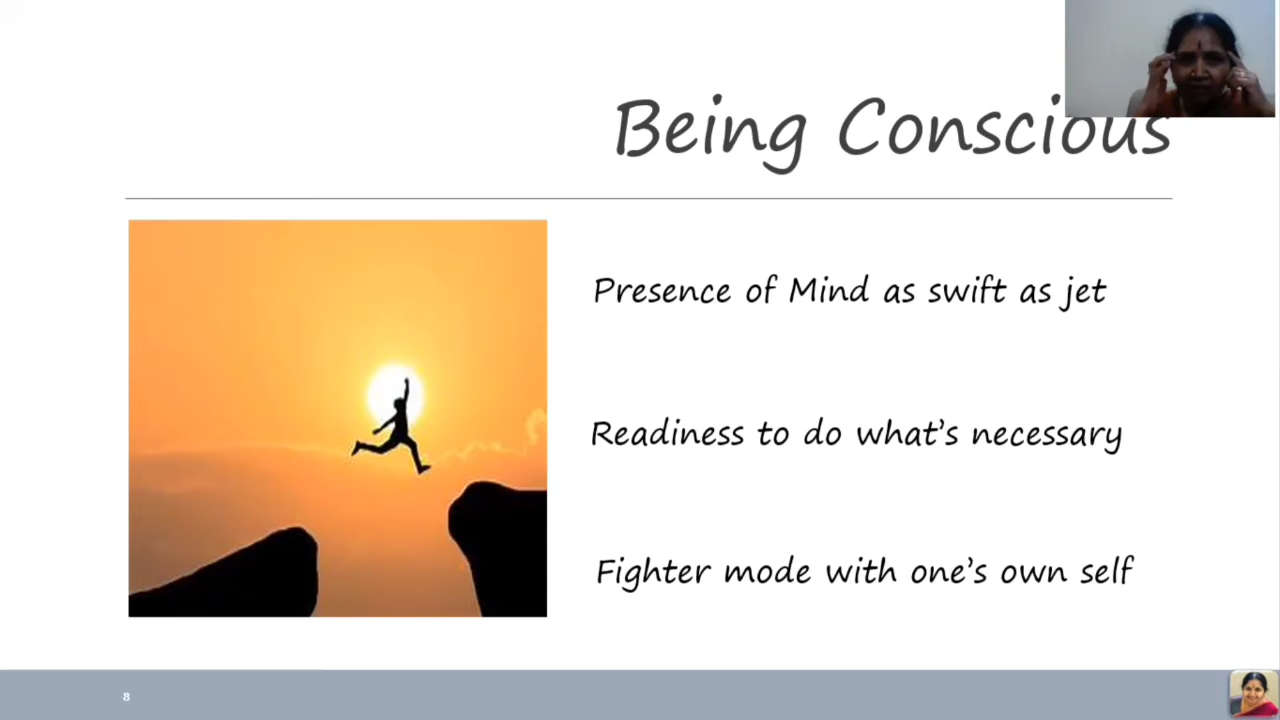 Being Conscious
Presence of Mind as swift as jet
Readiness to do what’s necessary
Fighter mode with one’s own self
8